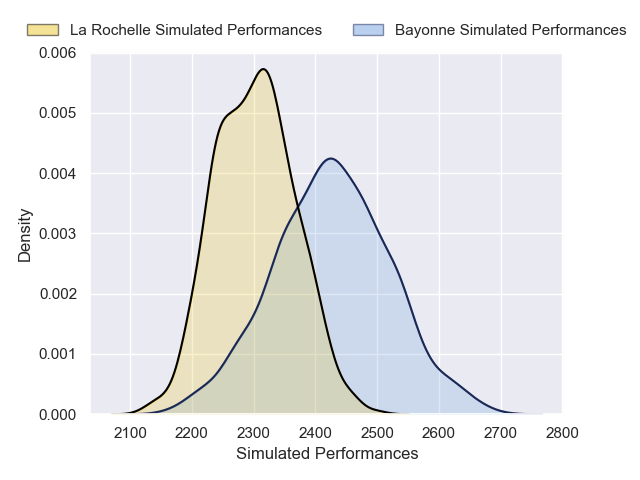 La Rochelle Simulated Performances Bayonne Simulated Performances
0.006
0.005
0.004
0.003
0.002
0.001
0.000
Density
2100 2200 2300 2400 2500 2600 2700 2800
Simulated Performances